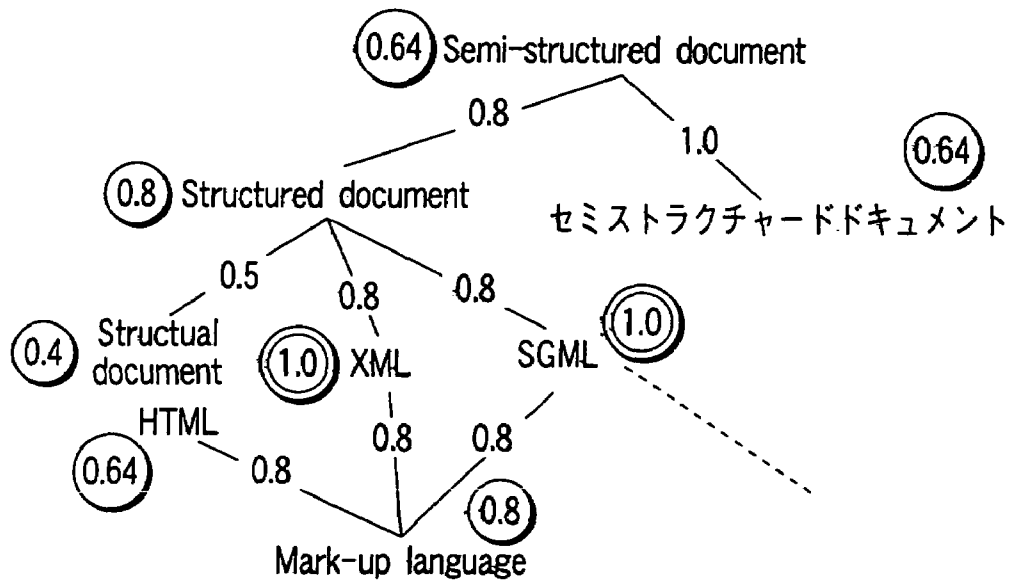 0.64 Semi-structured document
0.8
1.0
0.64
0.8 Structured document
セミストラクチャードドキュメント
0.5
0.8
0.8
0.4
Structual
document
1.0 XML
SGML
1.0
HTML
0.64
0.8
0.8
0.8
0.8
Mark-up language